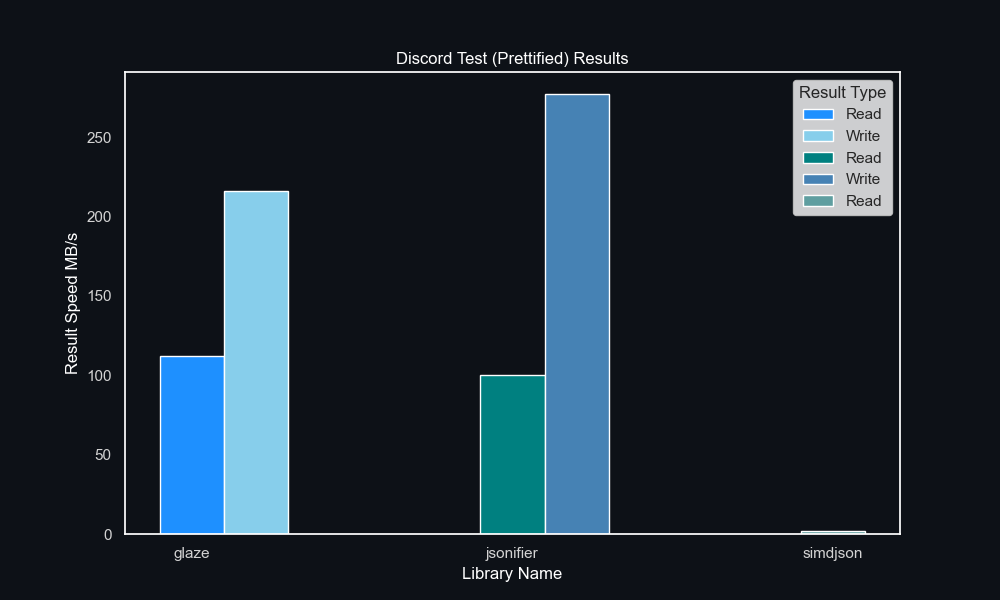 Discord Test (Prettified) Results
Result Type
Read
Write
Read
Write
Read
Result Speed MB/s
250
200
150
100
50
0
glaze
jsonifier
simdjson
Library Name